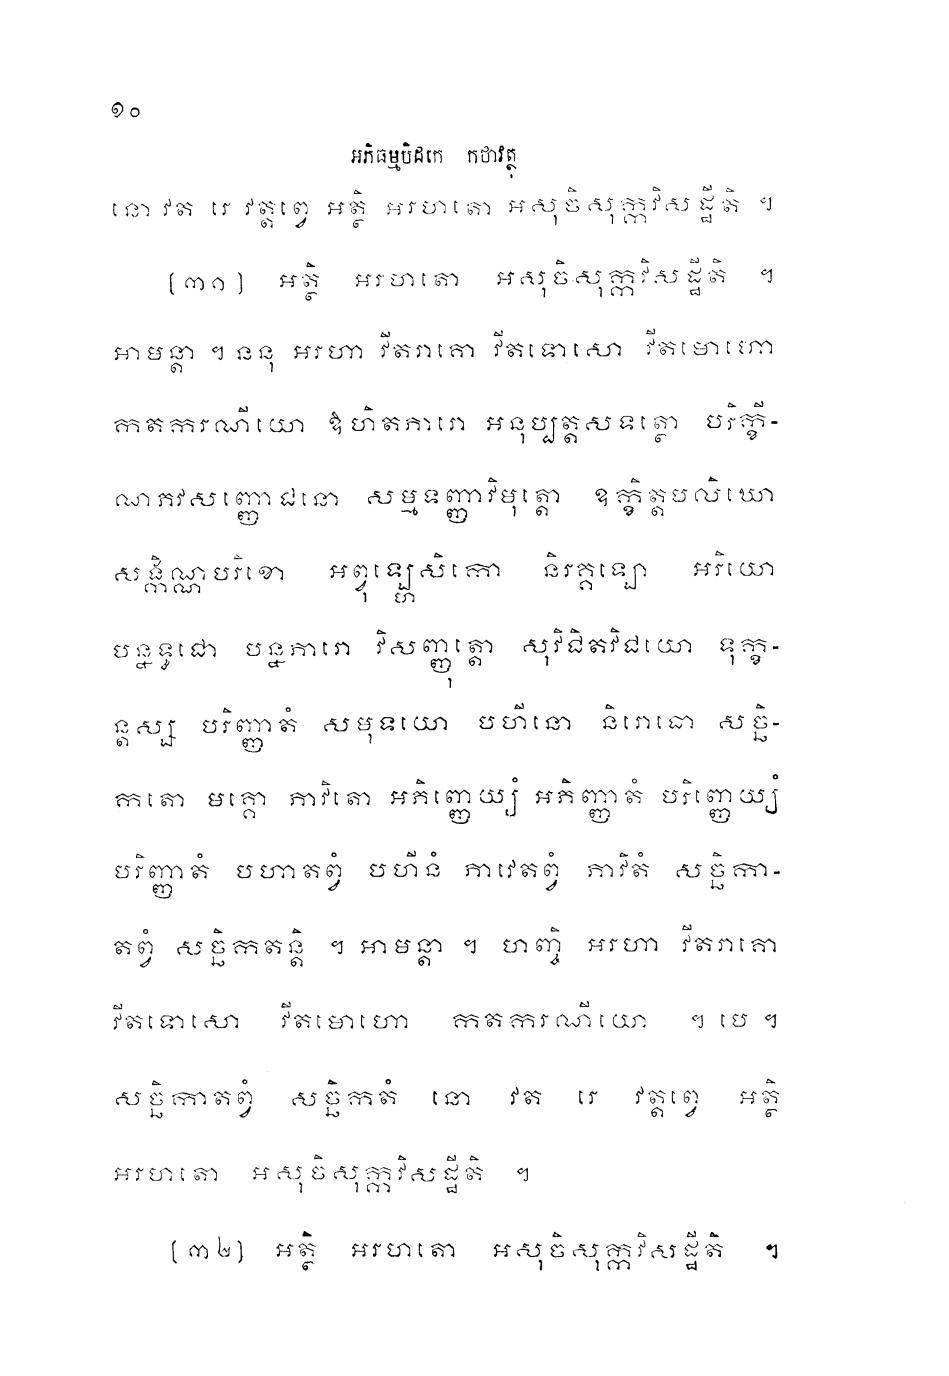 ១០
អភិធម្មបិដកេ កថាវត្ថុ
នោ វត រេ វត្តព្វេ អត្ថិ អរហតោ អសុចិសុក្កវិសដ្ឋីតិ ។
(៣១) អត្ថិ អរហតោ អសុចិសុក្កវិសដ្ឋីតិ ។
អាមន្តា ។ ននុ អរហា វីតរាគោ វីតទោសោ វីតមោហោ
កតករណីយោ ឱហិតភារោ អនុប្បត្តសទត្ថោ បរិក្ខី-
ណភវសញ្ញោជនោ សម្មទញ្ញាវិមុត្តោ ឧក្ខិត្តបលិឃោ
សង្កិណ្ណបរិខោ អព្វុឡ្ហេសិកោ និរគ្គឡោ អរិយោ
បន្នទ្ធជោ បន្នភារោ វិសញ្ញុត្តោ សុវិជិតវិជយោ ទុក្ខ-
ន្តស្ស បរិញ្ញាតំ សមុទយោ បហីនោ និរោធោ សច្ឆិ-
កតោ មគ្គោ ភាវិតោ អភិញ្ញេយ្យំ អភិញ្ញាតំ បរិញ្ញេយ្យំ
បរិញ្ញាតំ បហាតព្វំ បហីនំ ភាវេតព្វំ ភាវិតំ សច្ឆិកា-
តព្វំ សច្ឆិកតន្តិ ។ អាមន្តា ។ ហញ្ចិ អរហា វីតរាគោ
វីតទោសោ វីតមោហោ កតករណីយោ ។ បេ ។
សច្ឆិកាតព្វំ សច្ឆិកតំ នោ វត រេ វត្តព្វេ អត្ថិ
អរហតោ អសុចិសុក្កវិសដ្ឋីតិ ។
(៣២) អត្ថិ អរហតោ អសុចិសុក្កវិសដ្ឋីតិ ។